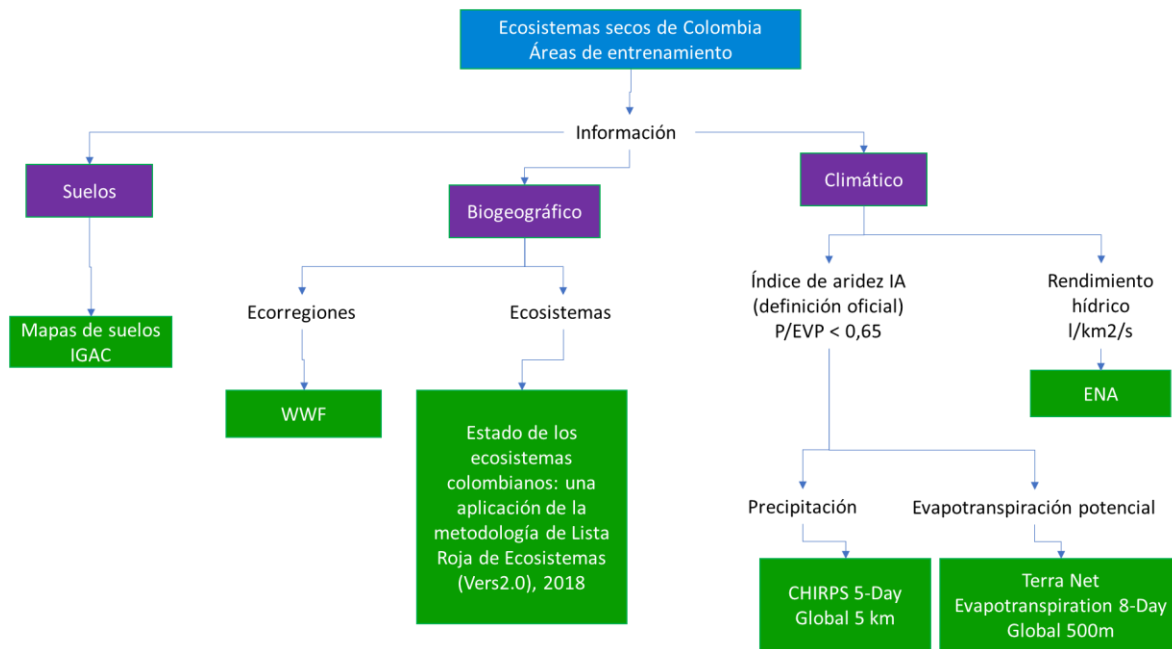 Ecosistemas secos de Colombia
Áreas de entrenamiento
Información
Suelos
Biogeográfico
Climático
Mapas de suelos
IGAC
Ecorregiones
Ecosistemas
Índice de aridez IA
(definición oficial)
P/EVP < 0,65
Rendimiento
hídrico
l/km2/s
WWF
Estado de los
ecosistemas
colombianos: una
aplicación de la
metodología de Lista
Roja de Ecosistemas
(Vers2.0), 2018
ENA
Precipitación
Evapotranspiración potencial
CHIRPS 5-Day
Global 5 km
Terra Net
Evapotranspiration 8-Day
Global 500m